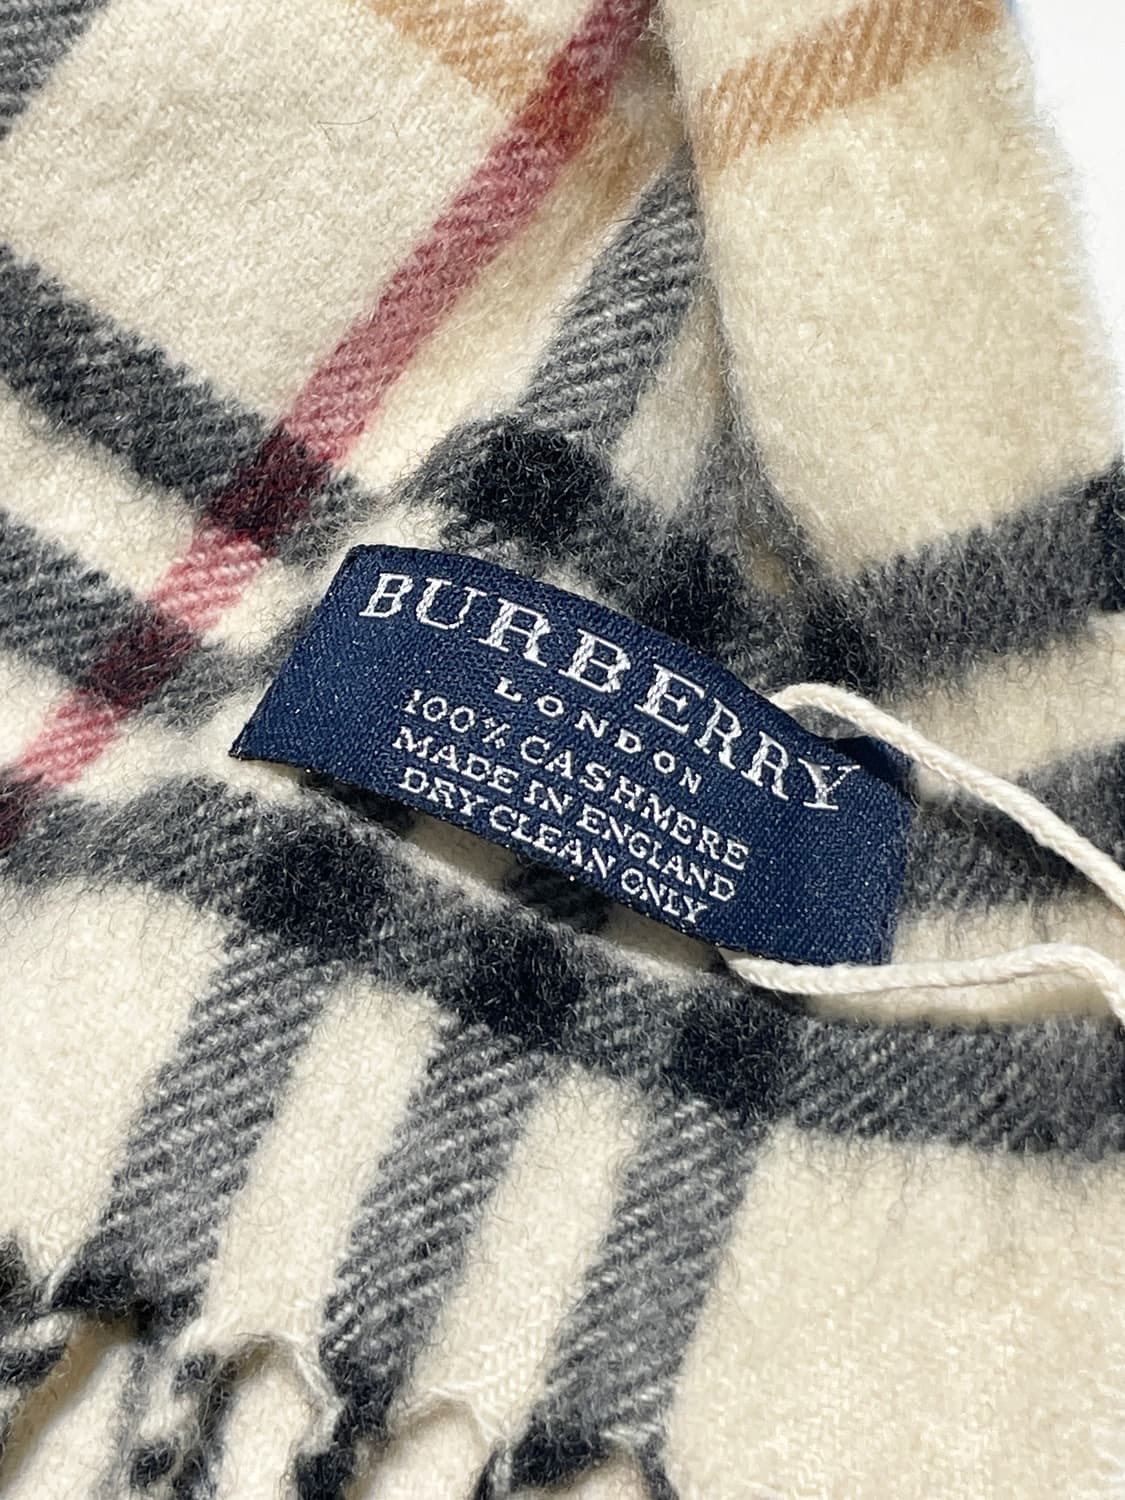 BURBERRY
LONDON
100% CASHMERE
MADE IN ENGLAND
DRY CLEAN ONLY